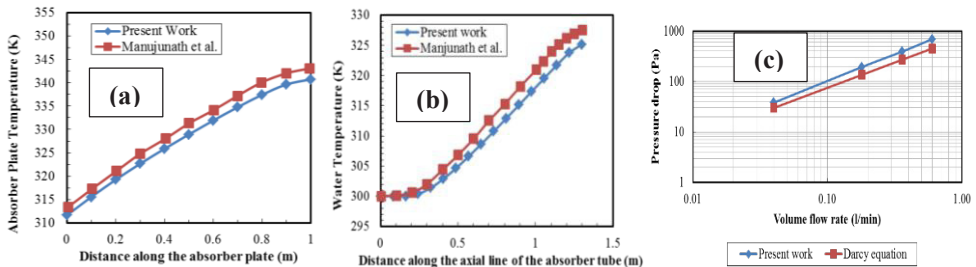 Absorber Plate Temperature (K)
355
350
345
340
335
330
325
320
315
310
Present Work
Manujunath et al.
(a)
0
0.2
0.4
0.6
0.8
1
Distance along the absorber plate (m)
Water Temperature (K)
330
325
320
315
310
305
300
295
Present work
Manjunath et al.
(b)
0
0.5
1
1.5
Distance along the axial line of the absorber tube (m)
Pressure drop (Pa)
1000
100
10
1
(c)
0.01
0.10
1.00
Volume flow rate (l/min)
Present work
Darcy equation